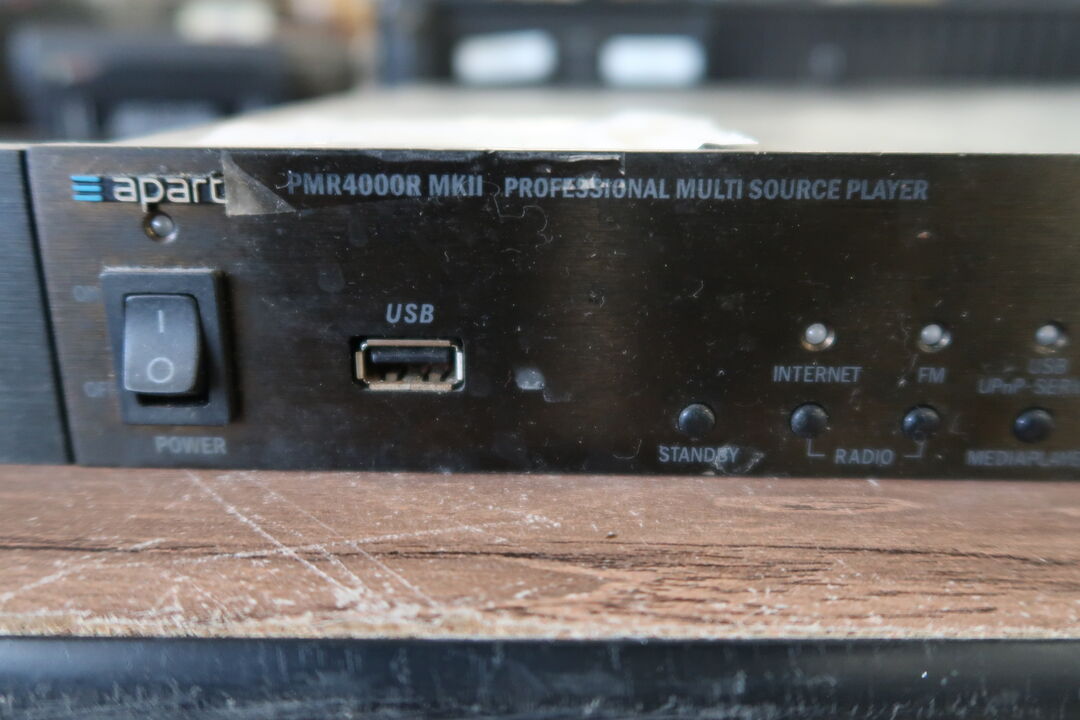 apart PMR4000R MKII PROFESSIONAL MULTI SOURCE PLAYER
ON
I
O
OFF
POWER
USB
INTERNET
FM
USB
UPnP-SERV
STANDBY
RADIO
MEDIAPLAYE